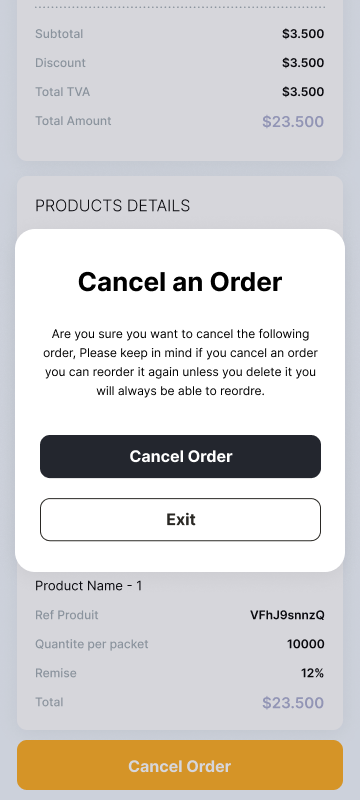 Subtotal $3.500
Discount $3.500
Total TVA $3.500
Total Amount $23.500
PRODUCTS DETAILS
Cancel an Order
Are you sure you want to cancel the following
order, Please keep in mind if you cancel an order
you can reorder it again unless you delete it you
will always be able to reordre.
Cancel Order
Exit
Product Name - 1
Ref Produit VFhJ9snnzQ
Quantite per packet 10000
Remise 12%
Total $23.500
Cancel Order